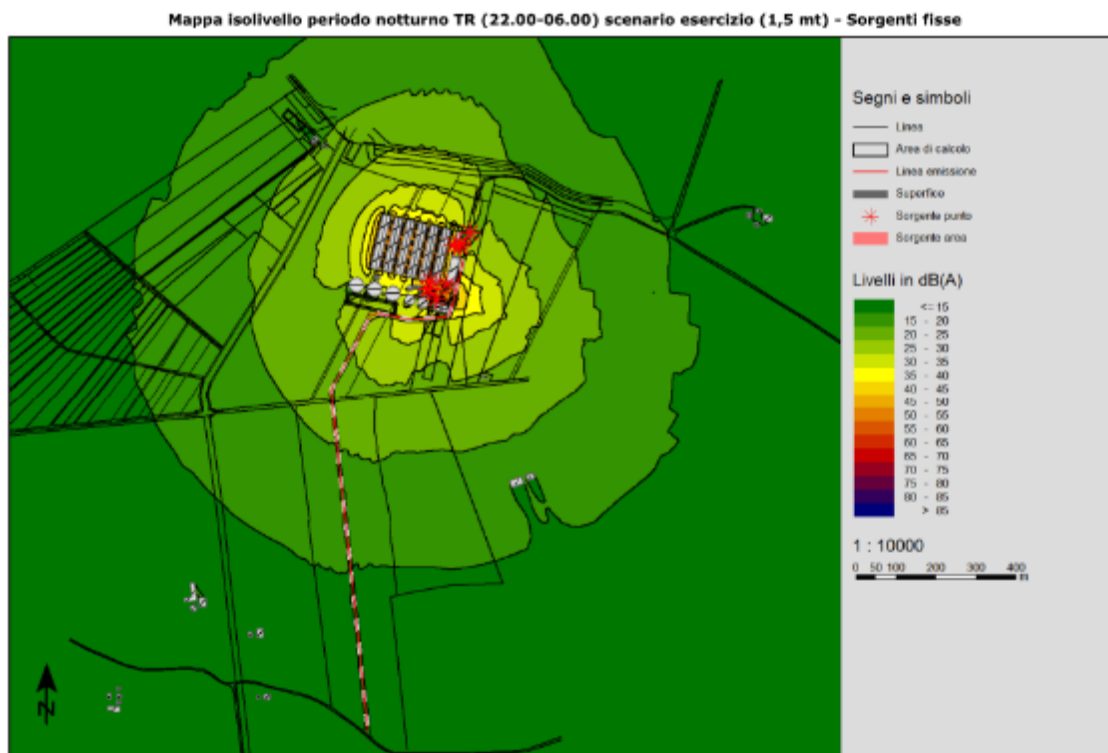 Mappa isolivello periodo notturno TR (22.00-06.00) scenario esercizio (1,5 mt) - Sorgenti fisse
Segni e simboli
Linea
Area di calcolo
Linea emissione
Superfice
Sorgente punto
Sorgente area
Livelli in dB(A)
<= 15
15 - 20
20 - 25
25 - 30
30 - 35
35 - 40
40 - 45
45 - 50
50 - 55
55 - 60
60 - 65
65 - 70
70 - 75
75 - 80
80 - 85
> 85
1 : 10000
0 50 100 200 300 400
m
N